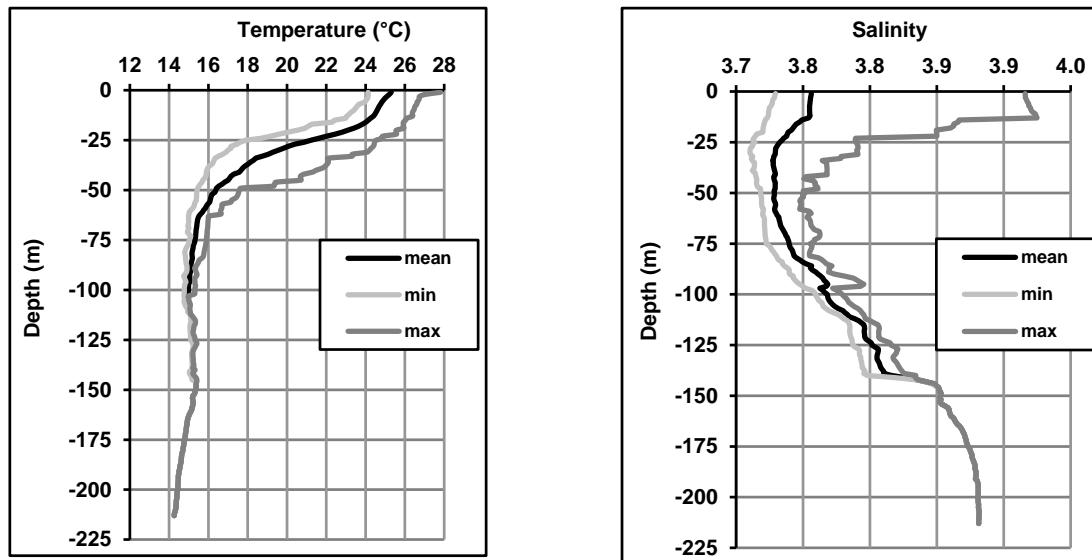 Temperature (°C)
12 14 16 18 20 22 24 26 28
0
-25
-50
-75
-100
-125
-150
-175
-200
-225
Depth (m)
mean
min
max
Salinity
3.7 3.8 3.8 3.9 3.9 4.0
0
-25
-50
-75
-100
-125
-150
-175
-200
-225
Depth (m)
mean
min
max